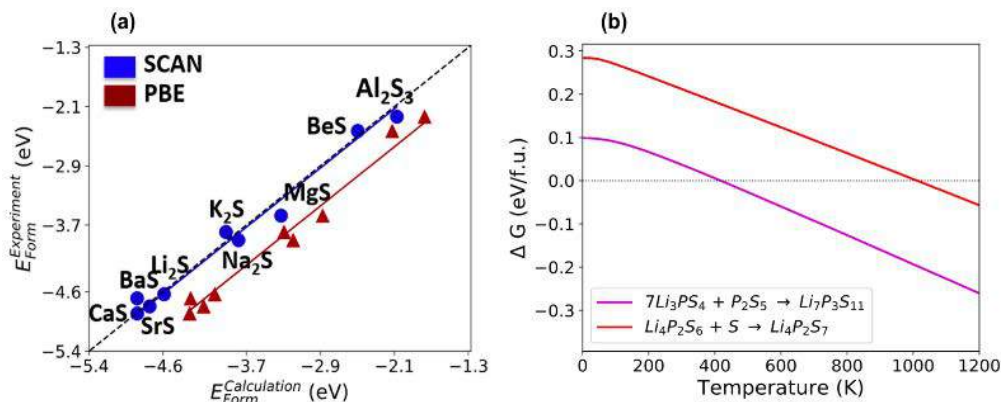 (a)
SCAN
PBE
Al₂S₃
BeS
MgS
K₂S
Na₂S
Li₂S
BaS
CaS
SrS
−1.3
−2.1
−2.9
−3.7
−4.6
−5.4
−5.4
−4.6
−3.7
−2.9
−2.1
−1.3
E_Form^Experiment (eV)
E_Form^Calculation (eV)
(b)
0.3
0.2
0.1
0.0
−0.1
−0.2
−0.3
0
200
400
600
800
1000
1200
Δ G (eV/f.u.)
Temperature (K)
7Li₃PS₄ + P₂S₅ → Li₇P₃S₁₁
Li₄P₂S₆ + S → Li₄P₂S₇